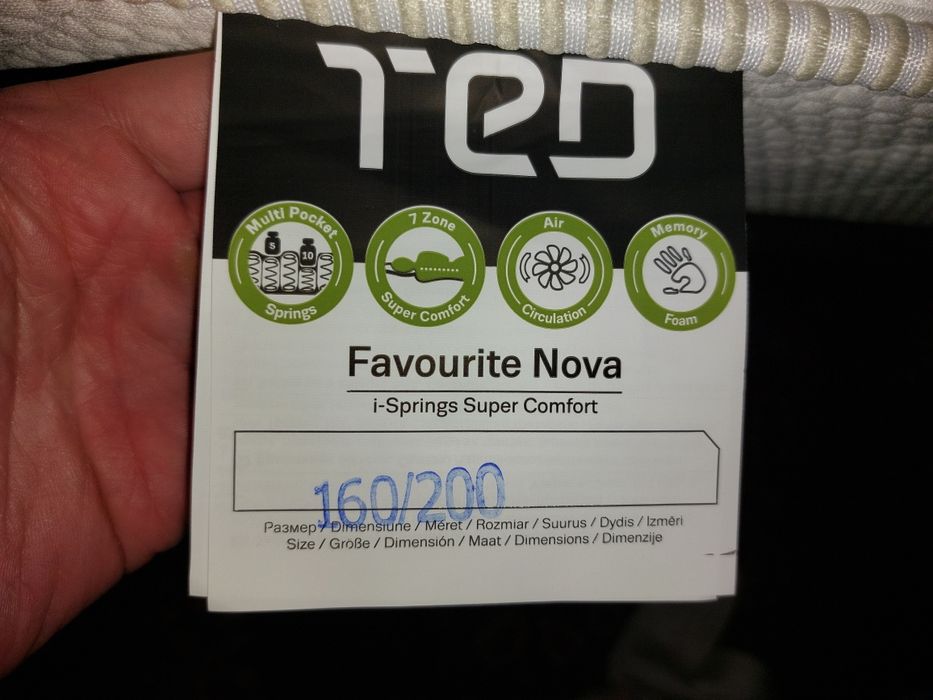 TED
Multi Pocket
5
10
Springs
7 Zone
Super Comfort
Air
Circulation
Memory
Foam
Favourite Nova
i-Springs Super Comfort
160/200
Размер / Dimensiune / Méret / Rozmiar / Suurus / Dydis / Izmēri
Size / Größe / Dimensión / Maat / Dimensions / Dimenzije